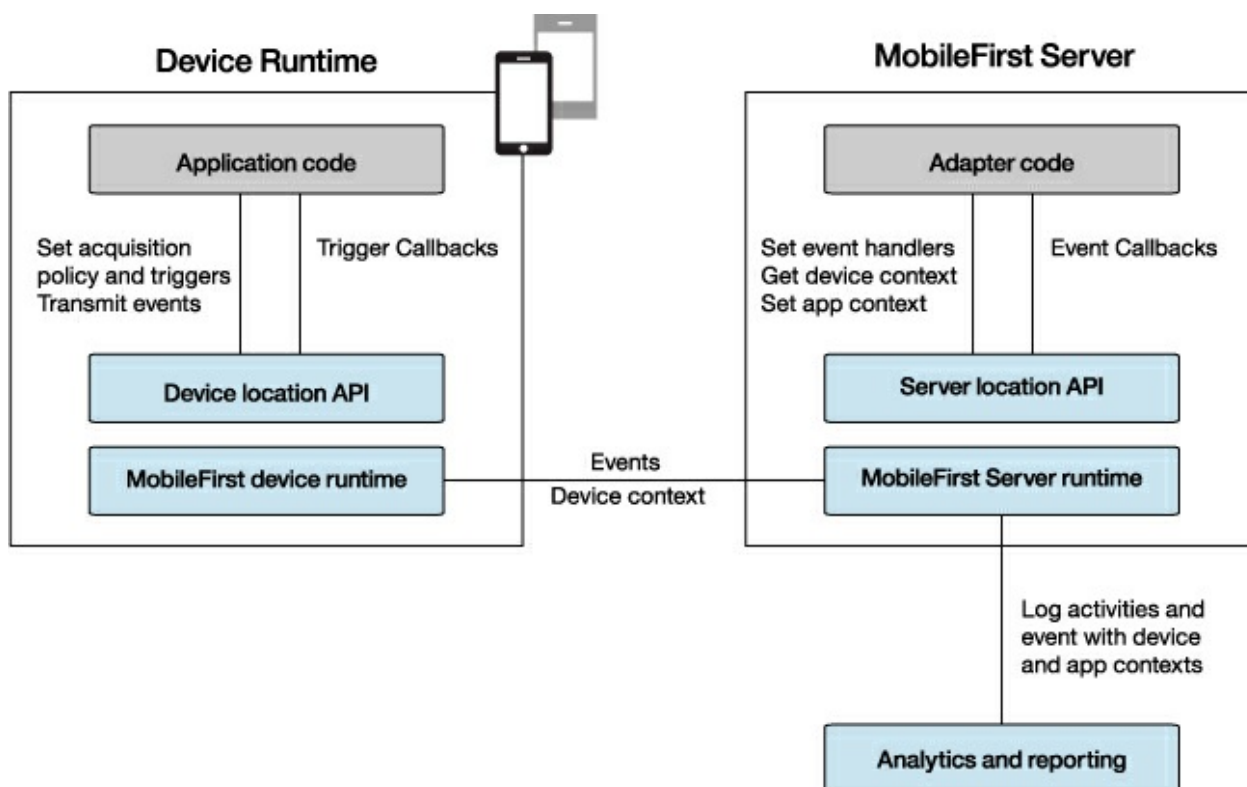 Device Runtime
MobileFirst Server
Application code
Adapter code
Set acquisition
policy and triggers
Transmit events
Trigger Callbacks
Set event handlers
Get device context
Set app context
Event Callbacks
Device location API
Server location API
MobileFirst device runtime
Events
Device context
MobileFirst Server runtime
Log activities and
event with device
and app contexts
Analytics and reporting